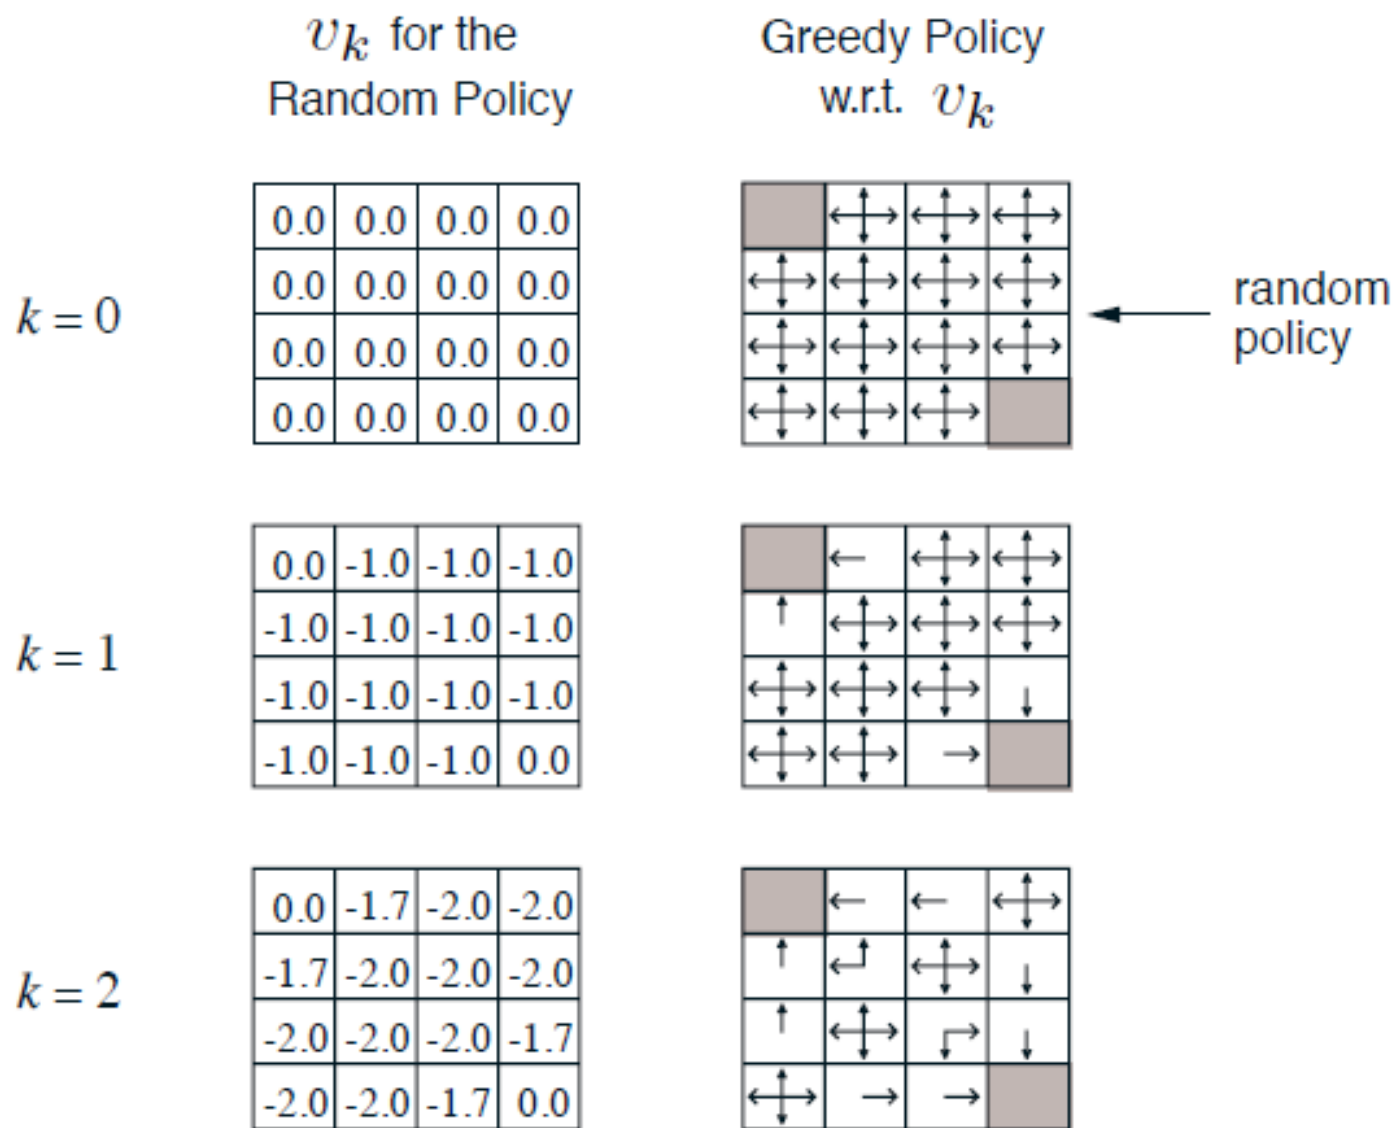 v_k for the
Random Policy
Greedy Policy
w.r.t. v_k
k = 0
0.0 0.0 0.0 0.0
0.0 0.0 0.0 0.0
0.0 0.0 0.0 0.0
0.0 0.0 0.0 0.0
random
policy
k = 1
0.0 -1.0 -1.0 -1.0
-1.0 -1.0 -1.0 -1.0
-1.0 -1.0 -1.0 -1.0
-1.0 -1.0 -1.0 0.0
k = 2
0.0 -1.7 -2.0 -2.0
-1.7 -2.0 -2.0 -2.0
-2.0 -2.0 -2.0 -1.7
-2.0 -2.0 -1.7 0.0